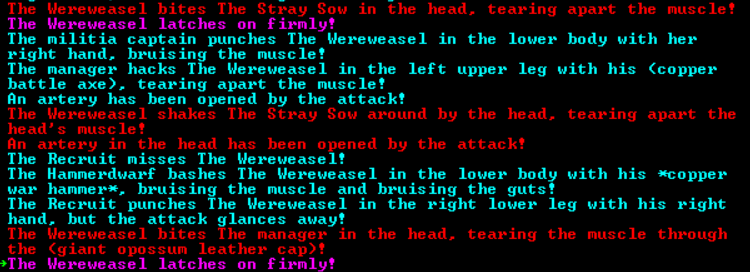 The Wereweasel bites The Stray Sow in the head, tearing apart the muscle!
The Wereweasel latches on firmly!
The militia captain punches The Wereweasel in the lower body with her
right hand, bruising the muscle!
The manager hacks The Wereweasel in the left upper leg with his (copper
battle axe), tearing apart the muscle!
An artery has been opened by the attack!
The Wereweasel shakes The Stray Sow around by the head, tearing apart the
head's muscle!
An artery in the head has been opened by the attack!
The Recruit misses The Wereweasel!
The Hammerdwarf bashes The Wereweasel in the lower body with his *copper
war hammer*, bruising the muscle and bruising the guts!
The Recruit punches The Wereweasel in the right lower leg with his right
hand, but the attack glances away!
The Wereweasel bites The manager in the head, tearing the muscle through
the (giant opossum leather cap)!
The Wereweasel latches on firmly!